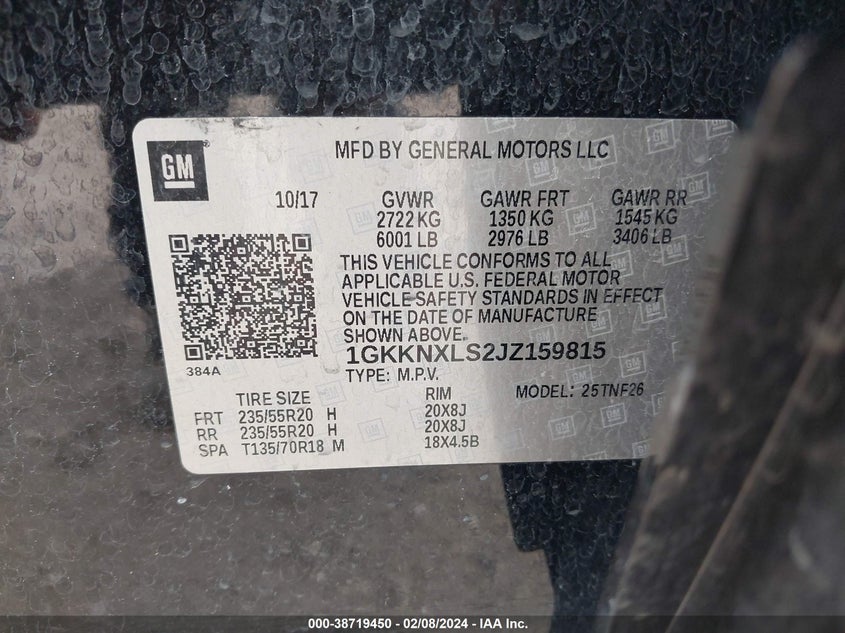 GM
MFD BY GENERAL MOTORS LLC
10/17 GVWR GAWR FRT GAWR RR
2722 KG 1350 KG 1545 KG
6001 LB 2976 LB 3406 LB
THIS VEHICLE CONFORMS TO ALL
APPLICABLE U.S. FEDERAL MOTOR
VEHICLE SAFETY STANDARDS IN EFFECT
ON THE DATE OF MANUFACTURE
SHOWN ABOVE.
1GKKNXLS2JZ159815
384A
TYPE: M.P.V. MODEL: 25TNF26
TIRE SIZE RIM
FRT 235/55R20 H 20X8J
RR 235/55R20 H 20X8J
SPA T135/70R18 M 18X4.5B
000-38719450 - 02/08/2024 - IAA Inc.